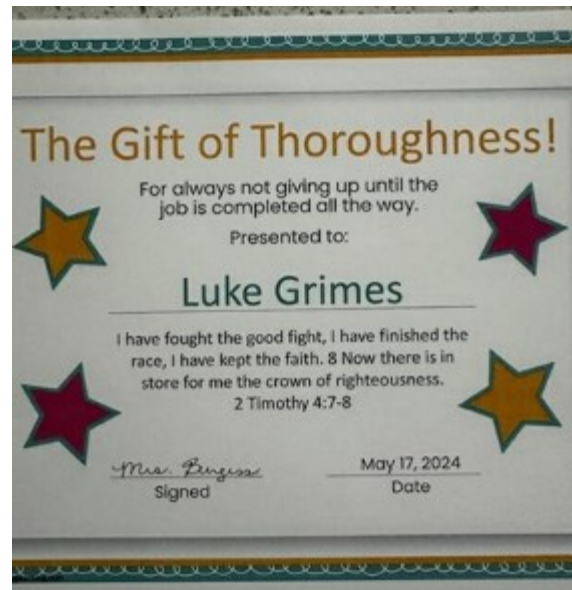 The Gift of Thoroughness!
For always not giving up until the
job is completed all the way.
Presented to:
Luke Grimes
I have fought the good fight, I have finished the
race, I have kept the faith. 8 Now there is in
store for me the crown of righteousness.
2 Timothy 4:7-8
Mrs. Burgess
May 17, 2024
Signed
Date